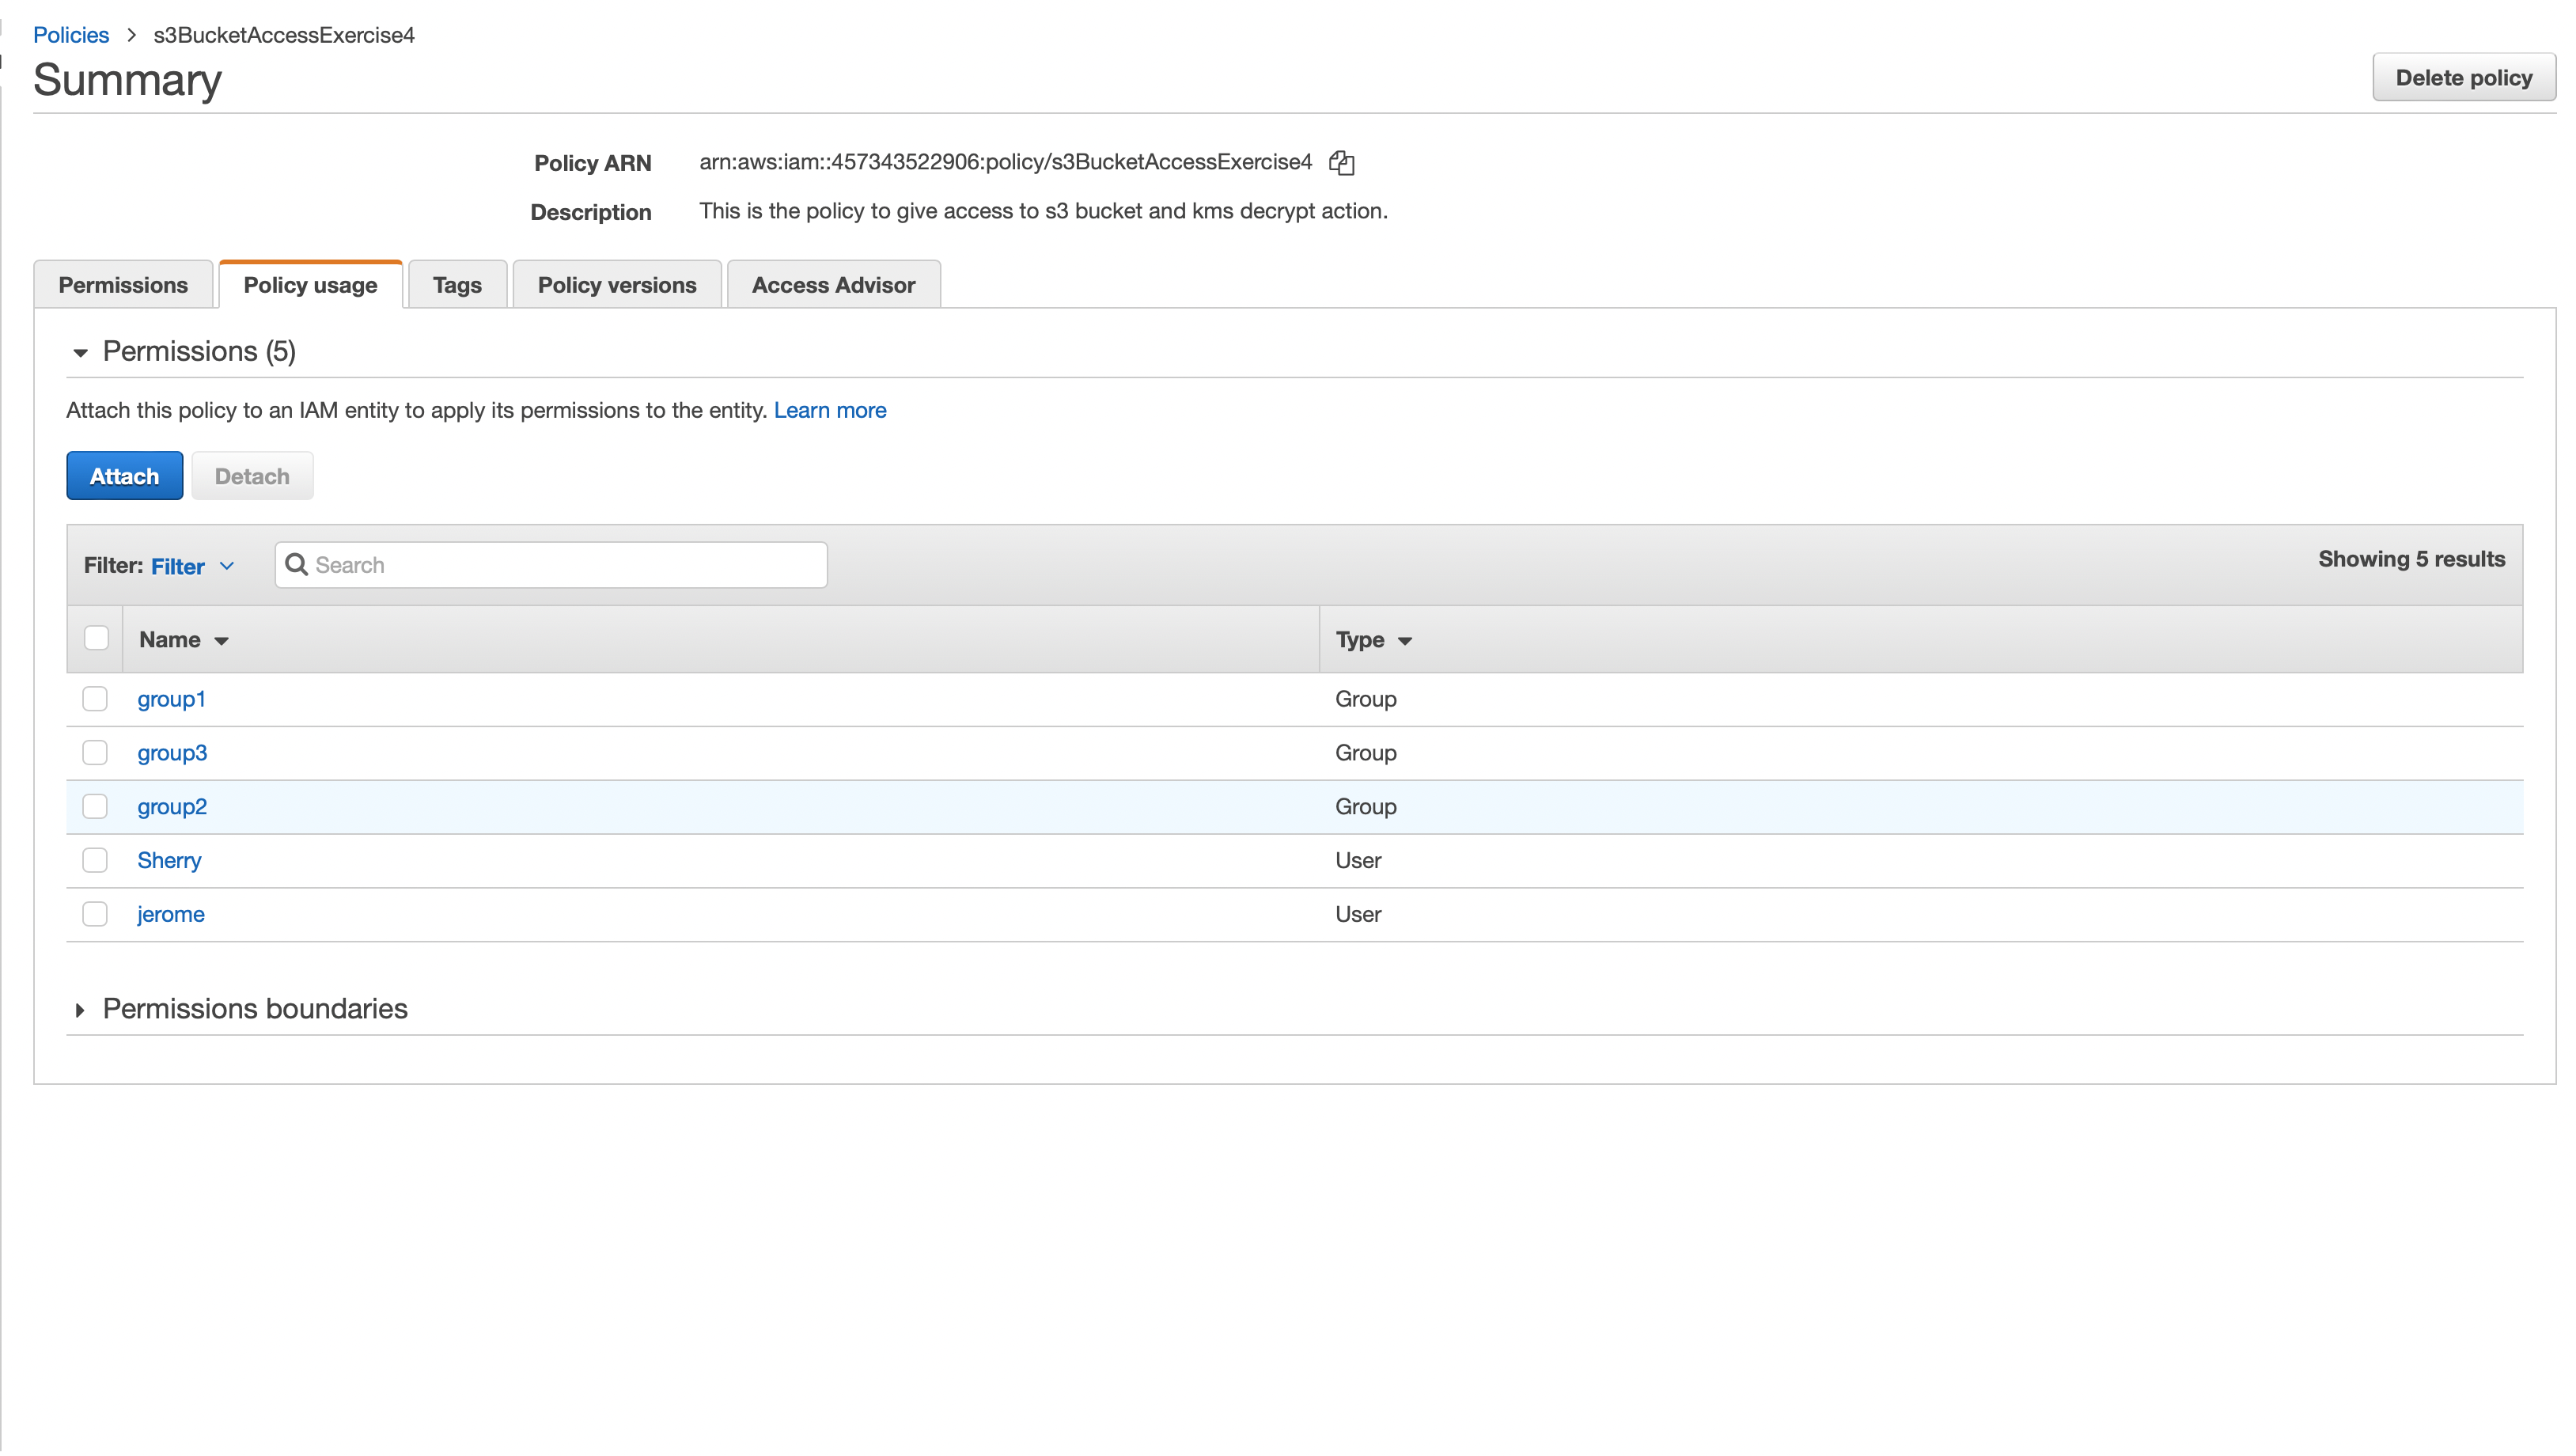 Policies > s3BucketAccessExercise4
Summary
Delete policy
Policy ARN arn:aws:iam::457343522906:policy/s3BucketAccessExercise4
Description This is the policy to give access to s3 bucket and kms decrypt action.
Permissions Policy usage Tags Policy versions Access Advisor
Permissions (5)
Attach this policy to an IAM entity to apply its permissions to the entity. Learn more
Attach Detach
Filter: Filter Search Showing 5 results
Name Type
group1 Group
group3 Group
group2 Group
Sherry User
jerome User
Permissions boundaries